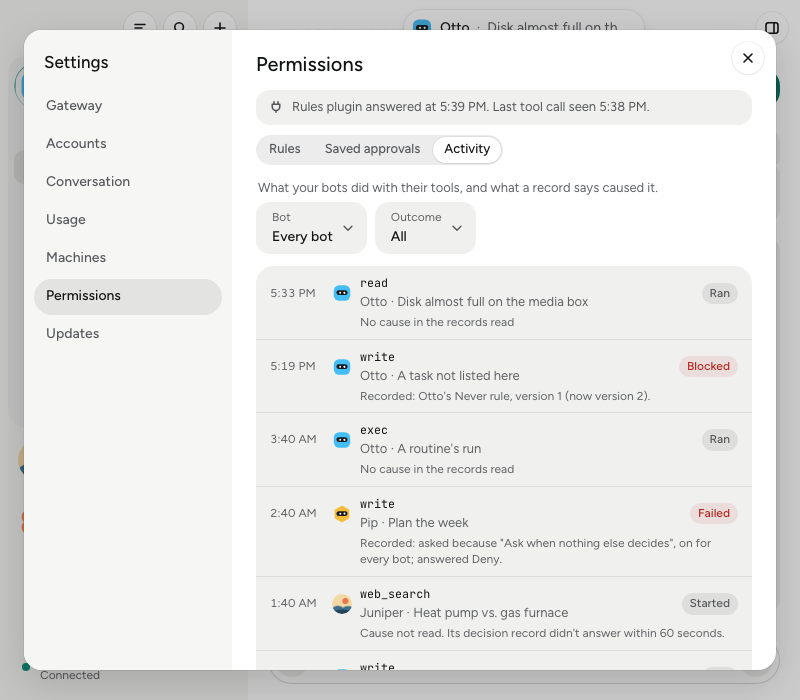 Otto · Disk almost full on th
Settings
Gateway
Accounts
Conversation
Usage
Machines
Permissions
Updates
Connected
Permissions
Rules plugin answered at 5:39 PM. Last tool call seen 5:38 PM.
Rules
Saved approvals
Activity
What your bots did with their tools, and what a record says caused it.
Bot
Every bot
Outcome
All
5:33 PM
read
Otto · Disk almost full on the media box
No cause in the records read
Ran
5:19 PM
write
Otto · A task not listed here
Recorded: Otto's Never rule, version 1 (now version 2).
Blocked
3:40 AM
exec
Otto · A routine's run
No cause in the records read
Ran
2:40 AM
write
Pip · Plan the week
Recorded: asked because "Ask when nothing else decides", on for
every bot; answered Deny.
Failed
1:40 AM
web_search
Juniper · Heat pump vs. gas furnace
Cause not read. Its decision record didn't answer within 60 seconds.
Started
write